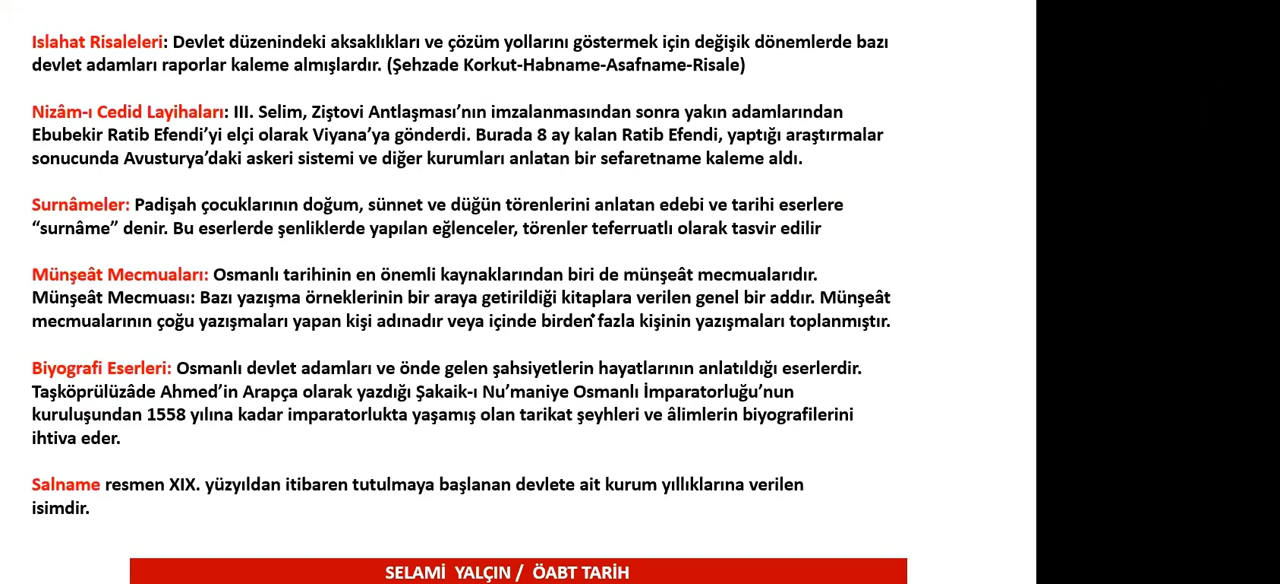 Islahat Risaleleri: Devlet düzenindeki aksaklıkları ve çözüm yollarını göstermek için değişik dönemlerde bazı
devlet adamları raporlar kaleme almışlardır. (Şehzade Korkut-Habname-Asafname-Risale)
Nizâm-ı Cedid Layihaları: III. Selim, Ziştovi Antlaşması’nın imzalanmasından sonra yakın adamlarından
Ebubekir Ratib Efendi’yi elçi olarak Viyana’ya gönderdi. Burada 8 ay kalan Ratib Efendi, yaptığı araştırmalar
sonucunda Avusturya’daki askeri sistemi ve diğer kurumları anlatan bir sefaretname kaleme aldı.
Surnâmeler: Padişah çocuklarının doğum, sünnet ve düğün törenlerini anlatan edebi ve tarihi eserlere
“surnâme” denir. Bu eserlerde şenliklerde yapılan eğlenceler, törenler teferruatlı olarak tasvir edilir
Münşeât Mecmuaları: Osmanlı tarihinin en önemli kaynaklarından biri de münşeât mecmualarıdır.
Münşeât Mecmuası: Bazı yazışma örneklerinin bir araya getirildiği kitaplara verilen genel bir addır. Münşeât
mecmualarının çoğu yazışmaları yapan kişi adınadır veya içinde birden fazla kişinin yazışmaları toplanmıştır.
Biyografi Eserleri: Osmanlı devlet adamları ve önde gelen şahsiyetlerin hayatlarının anlatıldığı eserlerdir.
Taşköprülüzâde Ahmed’in Arapça olarak yazdığı Şakaik-ı Nu’maniye Osmanlı İmparatorluğu’nun
kuruluşundan 1558 yılına kadar imparatorlukta yaşamış olan tarikat şeyhleri ve âlimlerin biyografilerini
ihtiva eder.
Salname resmen XIX. yüzyıldan itibaren tutulmaya başlanan devlete ait kurum yıllıklarına verilen
isimdir.
SELAMİ YALÇIN / ÖABT TARİH